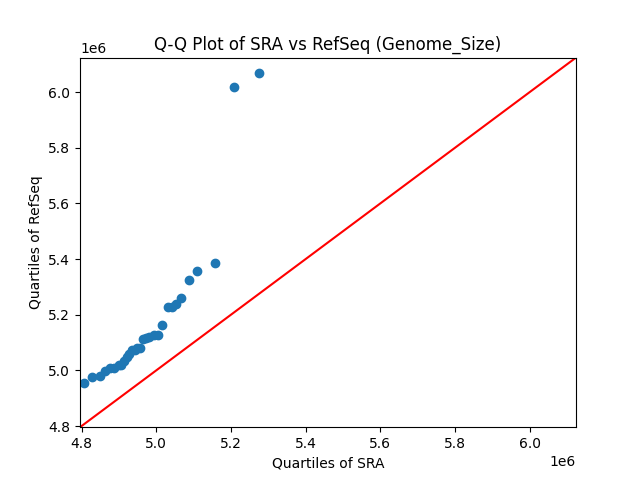 Q-Q Plot of SRA vs RefSeq (Genome_Size)
1e6
6.0
5.8
5.6
5.4
5.2
5.0
4.8
Quartiles of RefSeq
4.8 5.0 5.2 5.4 5.6 5.8 6.0
Quartiles of SRA
1e6